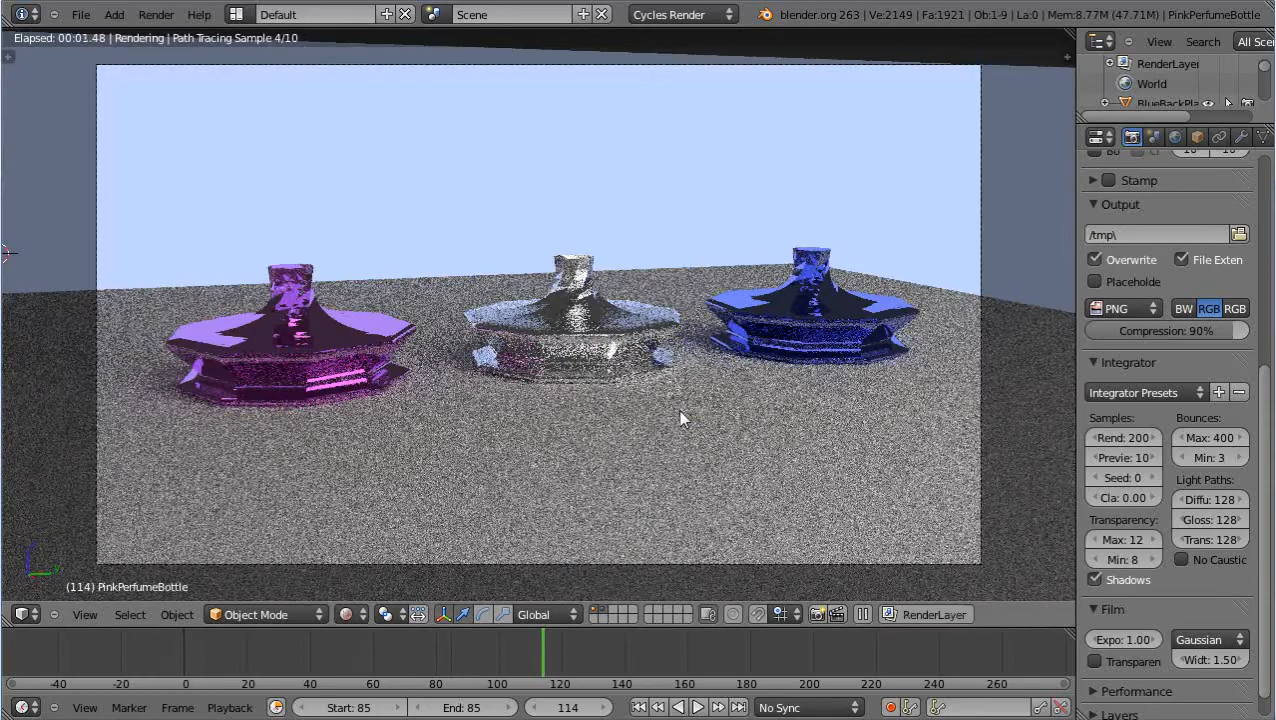 File Add Render Help Default Scene Cycles Render blender.org 263 | Ve:2149 | Fa:1921 | Ob:1-9 | La:0 | Mem:8.77M (47.71M) | PinkPerfumeBottle
Elapsed: 00:01.48 | Rendering | Path Tracing Sample 4/10
View Search All Sce
RenderLayer
World
BlueBackPla
Stamp
Output
/tmp\
Overwrite File Exten
Placeholde
PNG BW RGB RGB
Compression: 90%
Integrator
Integrator Presets
Samples: Bounces:
Rend: 200 Max: 400
Previe: 10 Min: 3
Seed: 0 Light Paths:
Cla: 0.00 Diffu: 128
Transparency: Gloss: 128
Max: 12 Trans: 128
Min: 8 No Caustic
Shadows
Film
Expo: 1.00 Gaussian
Transparen Widt: 1.50
Performance
Layers
(114) PinkPerfumeBottle
View Select Object Object Mode Global RenderLayer
-40 -20 0 20 40 60 80 100 120 140 160 180 200 220 240 260
View Marker Frame Playback Start: 85 End: 85 114 No Sync